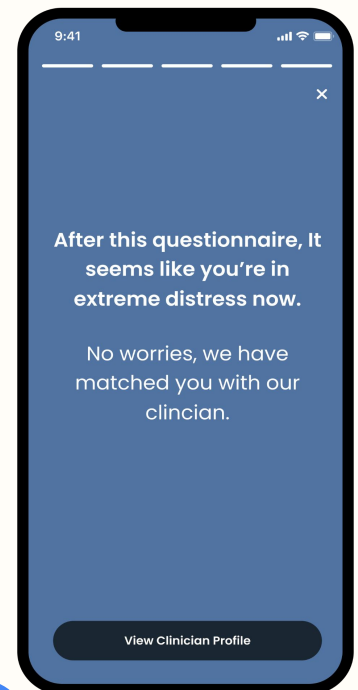 9:41
After this questionnaire, It
seems like you're in
extreme distress now.
No worries, we have
matched you with our
clincian.
View Clinician Profile